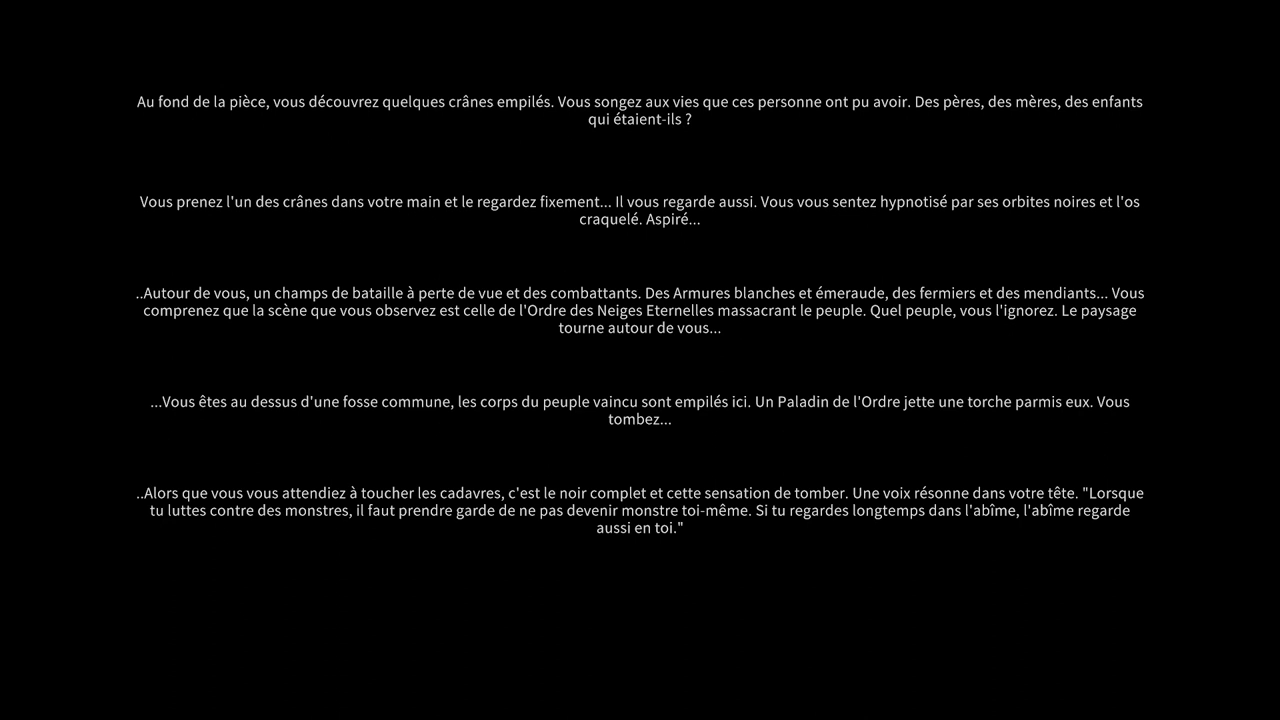 Au fond de la pièce, vous découvrez quelques crânes empilés. Vous songez aux vies que ces personne ont pu avoir. Des pères, des mères, des enfants
qui étaient-ils ?
Vous prenez l'un des crânes dans votre main et le regardez fixement... Il vous regarde aussi. Vous vous sentez hypnotisé par ses orbites noires et l'os
craquelé. Aspiré...
..Autour de vous, un champs de bataille à perte de vue et des combattants. Des Armures blanches et émeraude, des fermiers et des mendiants... Vous
comprenez que la scène que vous observez est celle de l'Ordre des Neiges Eternelles massacrant le peuple. Quel peuple, vous l'ignorez. Le paysage
tourne autour de vous...
...Vous êtes au dessus d'une fosse commune, les corps du peuple vaincu sont empilés ici. Un Paladin de l'Ordre jette une torche parmis eux. Vous
tombez...
..Alors que vous vous attendiez à toucher les cadavres, c'est le noir complet et cette sensation de tomber. Une voix résonne dans votre tête. "Lorsque
tu luttes contre des monstres, il faut prendre garde de ne pas devenir monstre toi-même. Si tu regardes longtemps dans l'abîme, l'abîme regarde
aussi en toi."